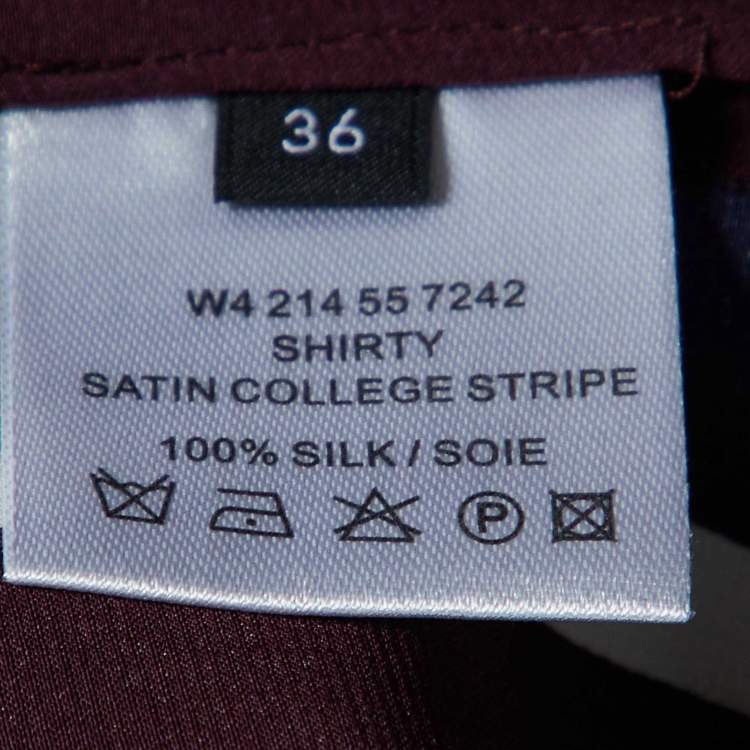 36
W4 214 55 7242
SHIRTY
SATIN COLLEGE STRIPE
100% SILK / SOIE
P